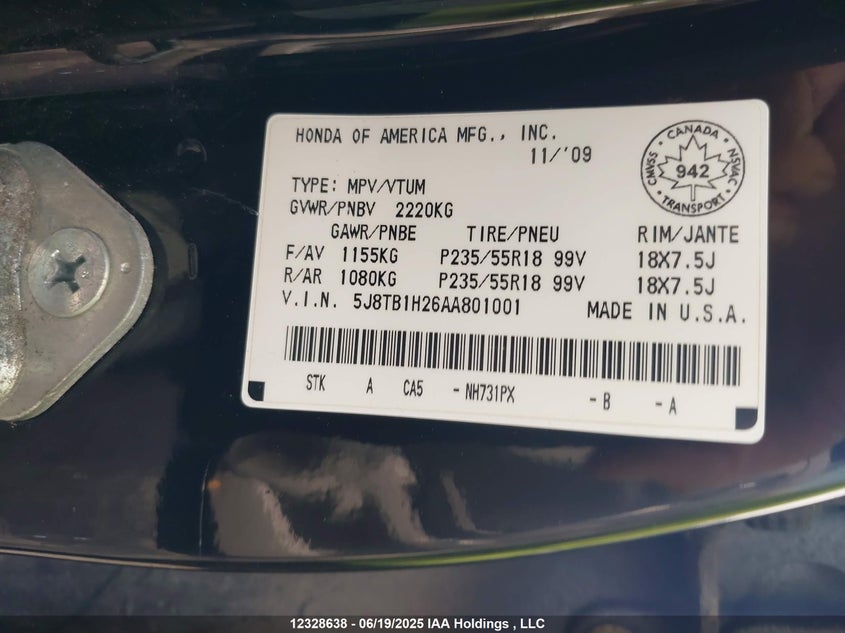 HONDA OF AMERICA MFG., INC.
11/'09
TYPE: MPV/VTUM
GVWR/PNBV 2220KG
GAWR/PNBE TIRE/PNEU RIM/JANTE
F/AV 1155KG P235/55R18 99V 18X7.5J
R/AR 1080KG P235/55R18 99V 18X7.5J
V.I.N. 5J8TB1H26AA801001 MADE IN U.S.A.
STK A CA5 - NH731PX - B - A
CANADA
CMVSS 942 NSVAC
TRANSPORT
12328638 - 06/19/2025 IAA Holdings , LLC